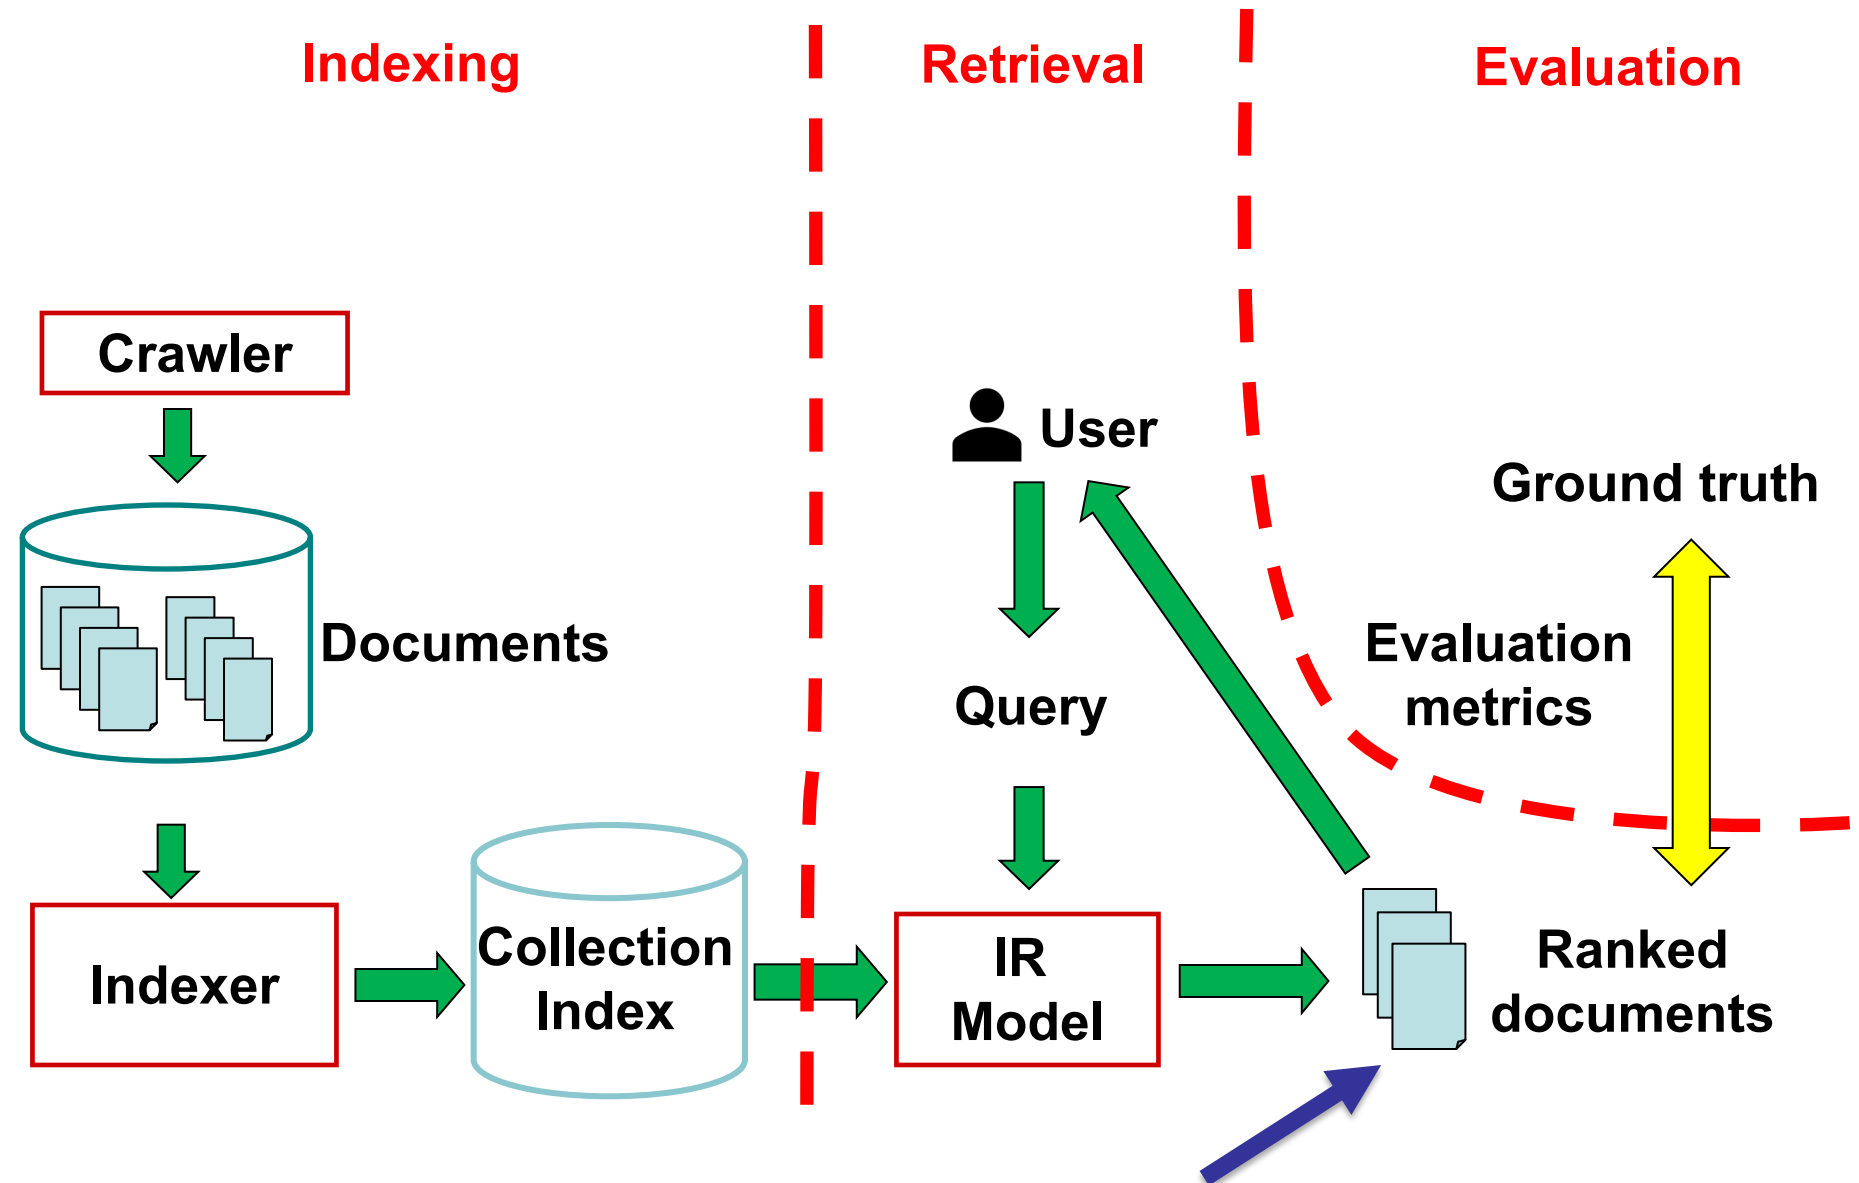 Indexing
Retrieval
Evaluation
Crawler
Documents
Indexer
Collection
Index
User
Query
IR
Model
Ground truth
Evaluation
metrics
Ranked
documents